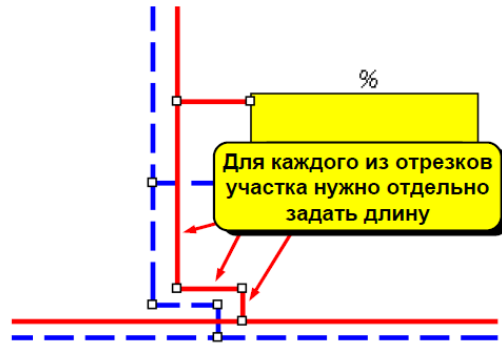 %
Для каждого из отрезков
участка нужно отдельно
задать длину